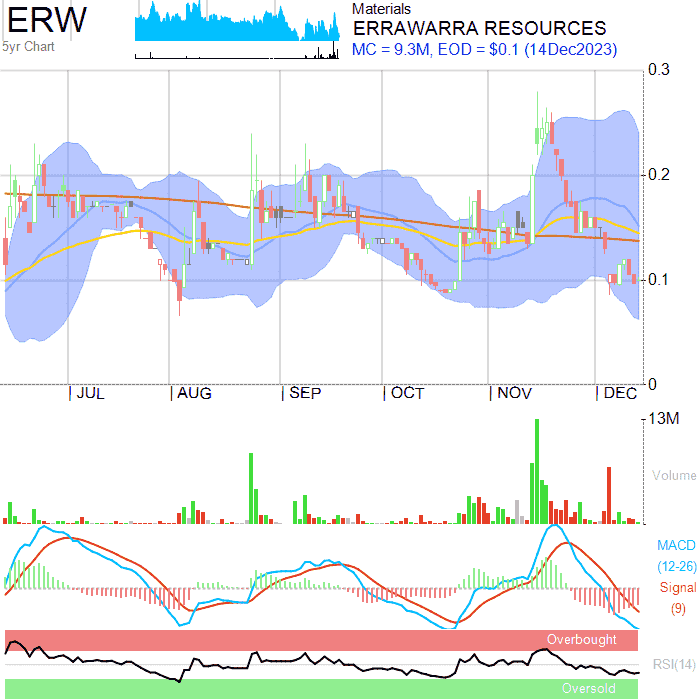 ERW
5yr Chart
Materials
ERRAWARRA RESOURCES
MC = 9.3M, EOD = $0.1 (14Dec2023)
0.3
0.2
0.1
0
JUL AUG SEP OCT NOV DEC
13M
Volume
MACD
(12-26)
Signal
(9)
Overbought
RSI(14)
Oversold